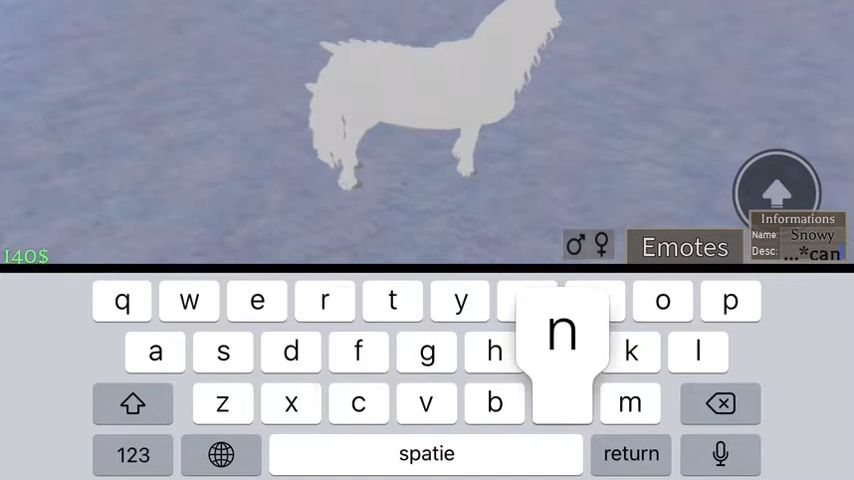 Informations
Name: Snowy
140$
♂ ♀
Emotes
Desc: ...*can
q w e r t y o p
a s d f g h k l
n
z x c v b m
123 spatie return